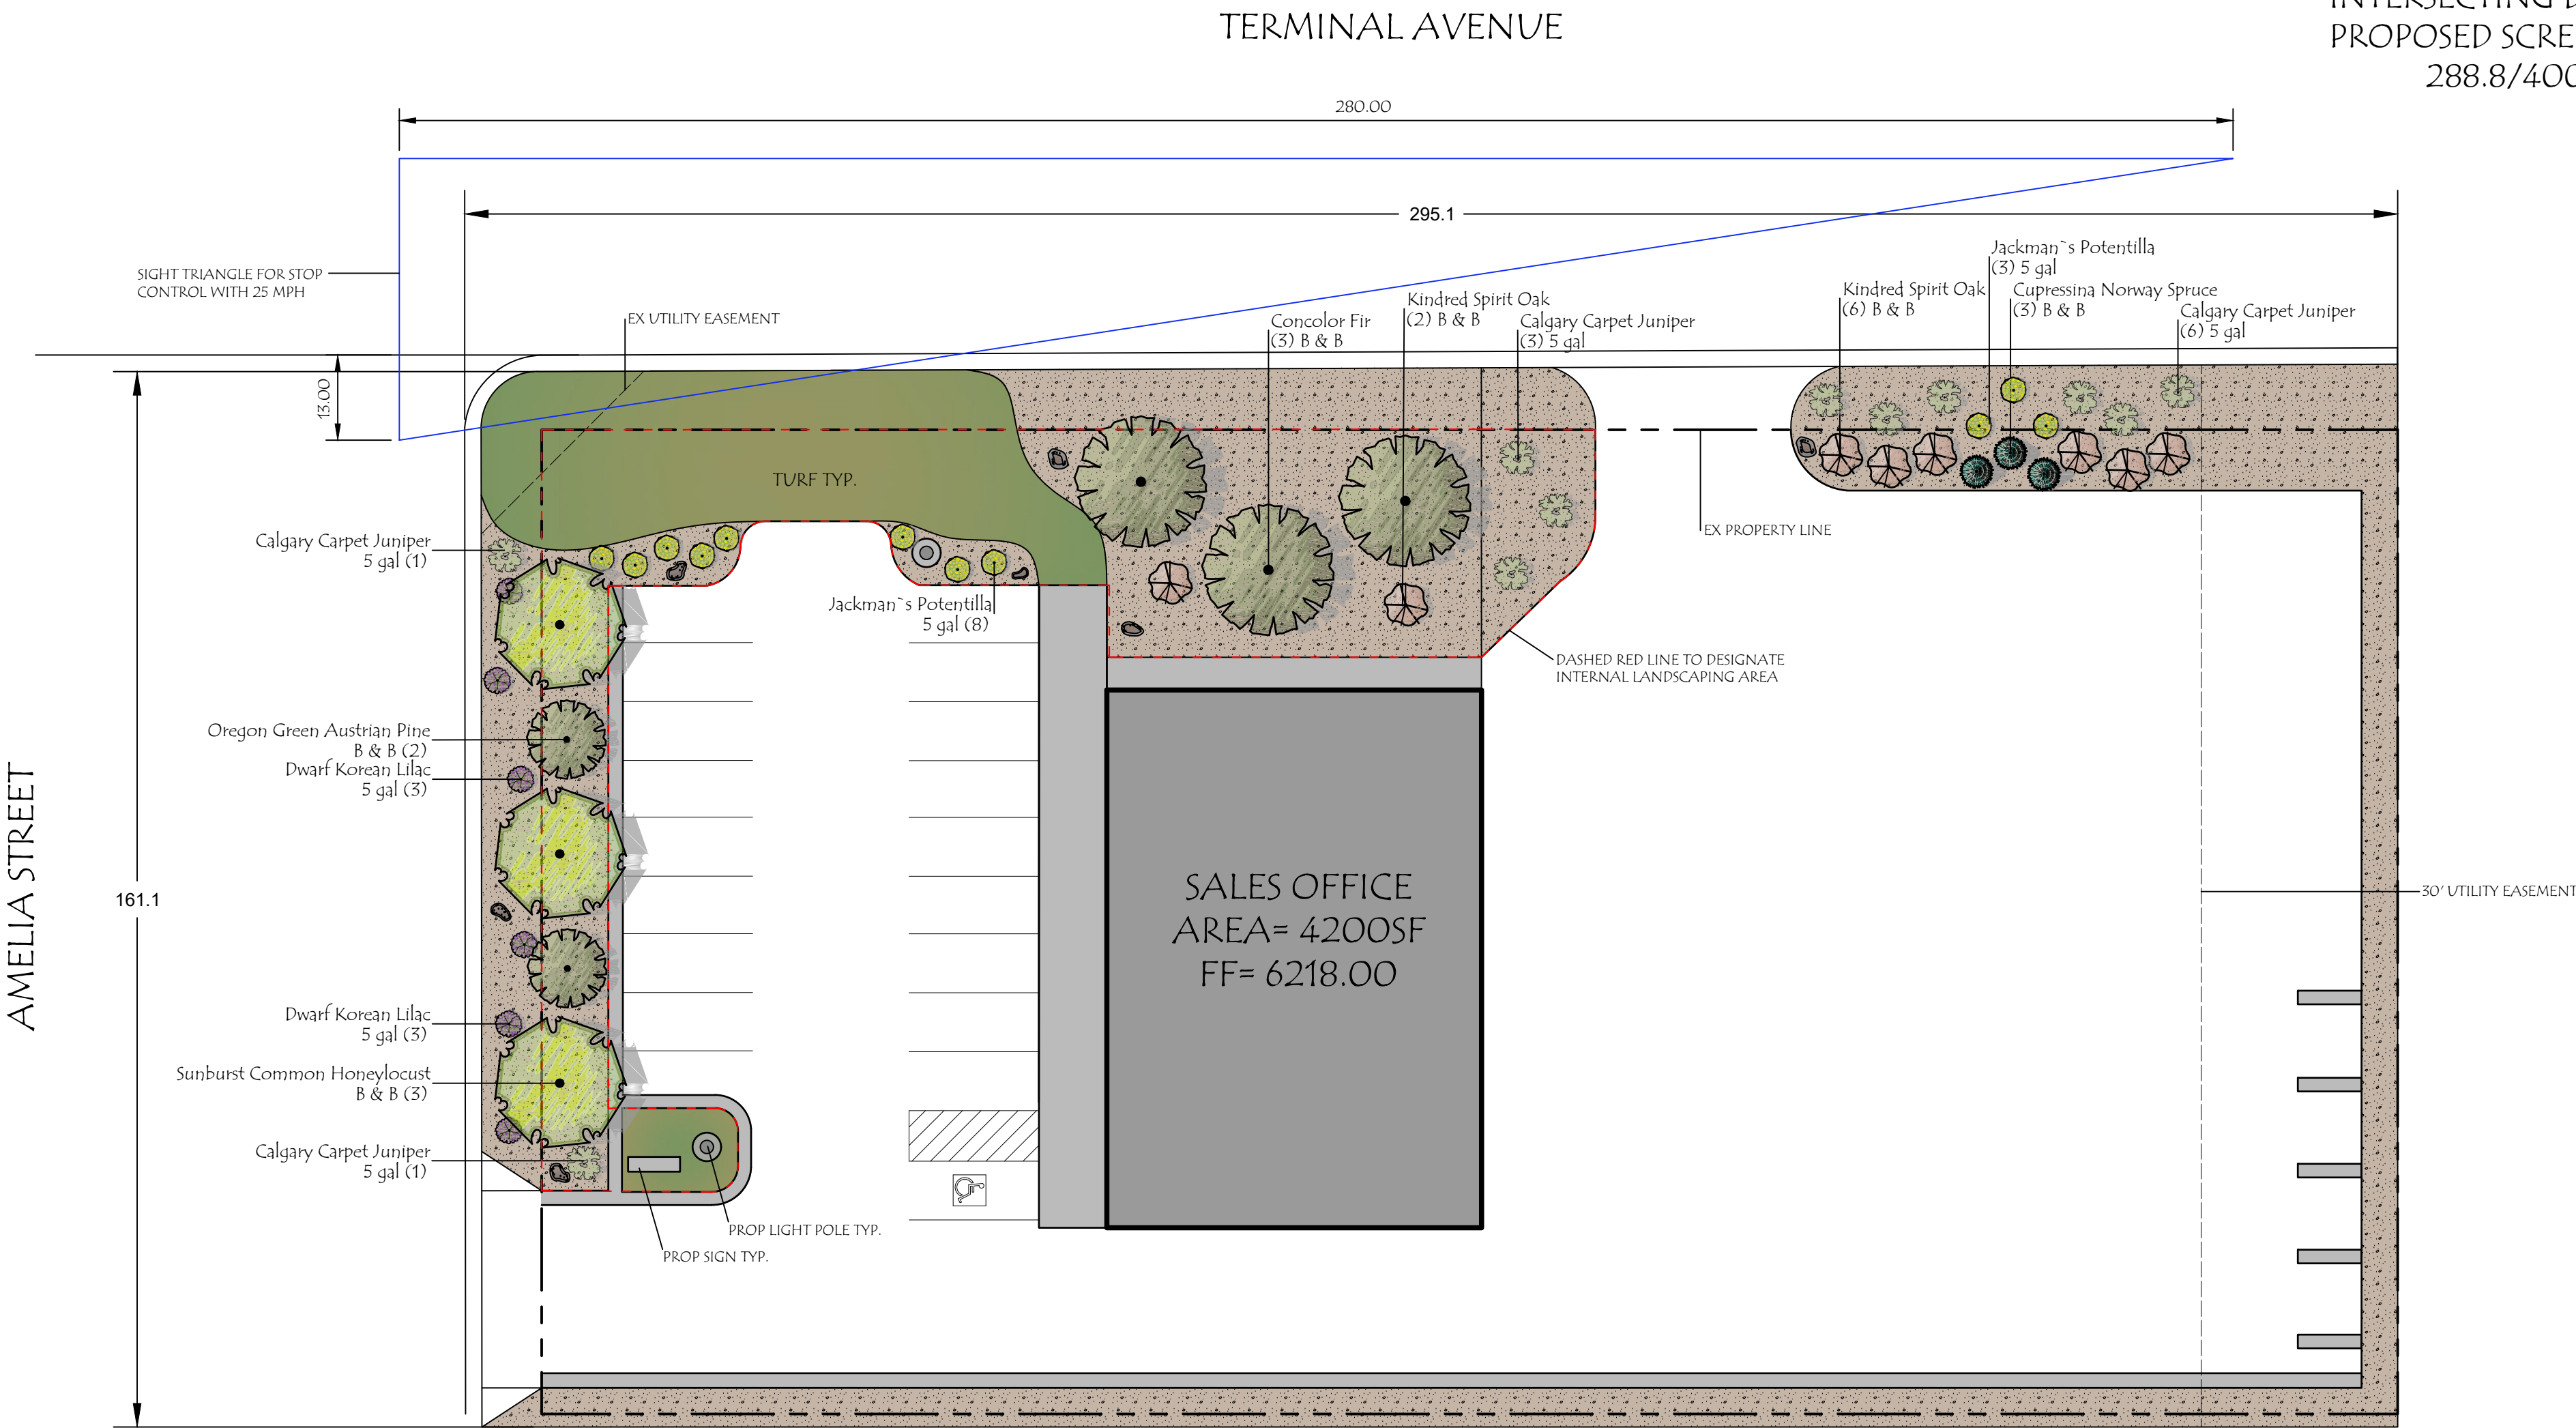 TERMINAL AVENUE
PROPOSED SCRE
288.8/400
280.00
295.1
SIGHT TRIANGLE FOR STOP
CONTROL WITH 25 MPH
EX UTILITY EASEMENT
13.00
Concolor Fir
(3) B & B
Kindred Spirit Oak
(2) B & B
Calgary Carpet Juniper
(3) 5 gal
Kindred Spirit Oak
(6) B & B
Jackman`s Potentilla
(3) 5 gal
Cupressina Norway Spruce
(3) B & B
Calgary Carpet Juniper
(6) 5 gal
TURF TYP.
EX PROPERTY LINE
Calgary Carpet Juniper
5 gal (1)
Jackman`s Potentilla
5 gal (8)
DASHED RED LINE TO DESIGNATE
INTERNAL LANDSCAPING AREA
Oregon Green Austrian Pine
B & B (2)
Dwarf Korean Lilac
5 gal (3)
AMELIA STREET
161.1
SALES OFFICE
AREA= 4200SF
FF= 6218.00
30' UTILITY EASEMENT
Dwarf Korean Lilac
5 gal (3)
Sunburst Common Honeylocust
B & B (3)
Calgary Carpet Juniper
5 gal (1)
PROP LIGHT POLE TYP.
PROP SIGN TYP.